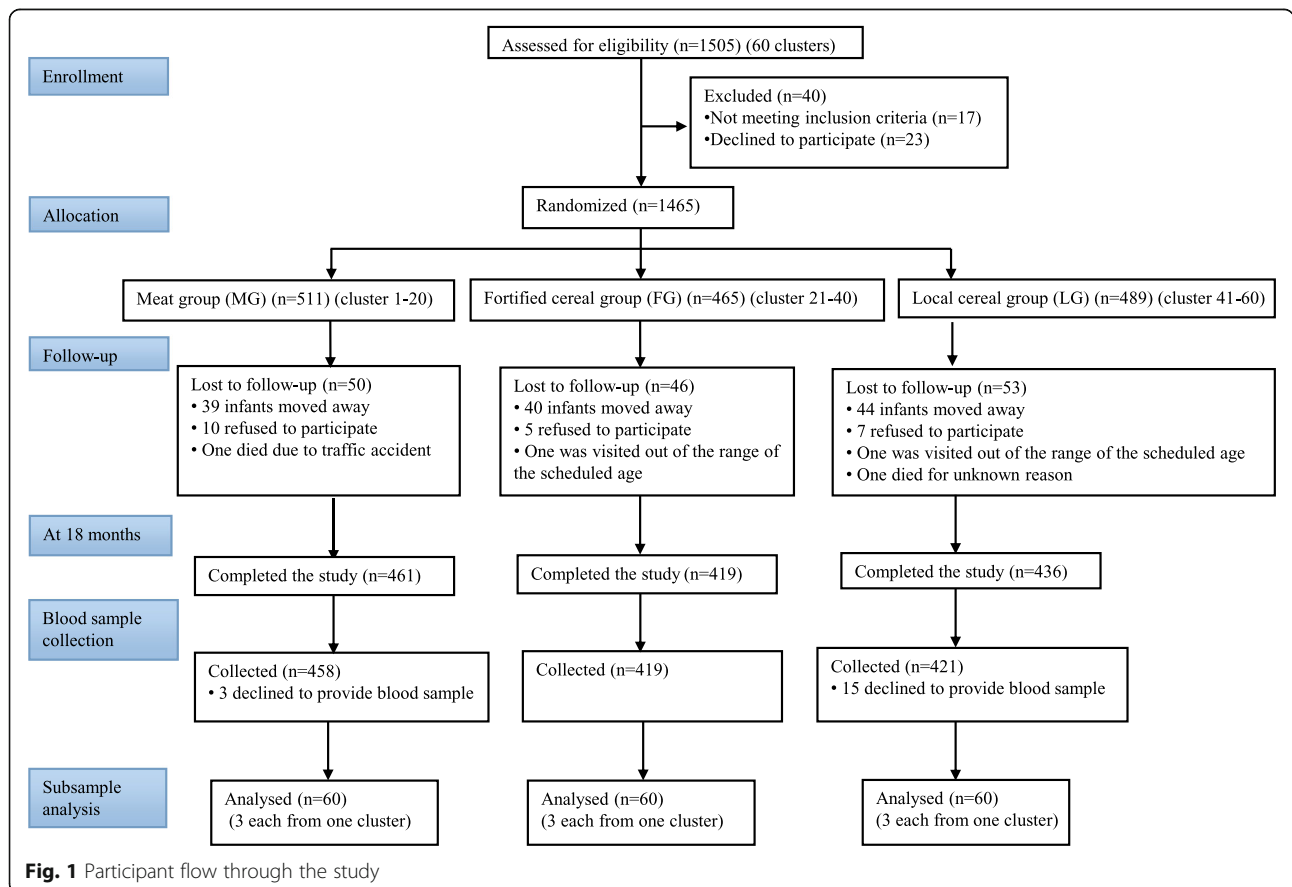 Assessed for eligibility (n=1505) (60 clusters)
Enrollment
Excluded (n=40)
•Not meeting inclusion criteria (n=17)
•Declined to participate (n=23)
Allocation
Randomized (n=1465)
Meat group (MG) (n=511) (cluster 1-20)
Fortified cereal group (FG) (n=465) (cluster 21-40)
Local cereal group (LG) (n=489) (cluster 41-60)
Follow-up
Lost to follow-up (n=50)
• 39 infants moved away
• 10 refused to participate
• One died due to traffic accident
Lost to follow-up (n=46)
• 40 infants moved away
• 5 refused to participate
• One was visited out of the range of
the scheduled age
Lost to follow-up (n=53)
• 44 infants moved away
• 7 refused to participate
• One was visited out of the range of the scheduled age
• One died for unknown reason
At 18 months
Completed the study (n=461)
Completed the study (n=419)
Completed the study (n=436)
Blood sample
collection
Collected (n=458)
• 3 declined to provide blood sample
Collected (n=419)
Collected (n=421)
• 15 declined to provide blood sample
Subsample
analysis
Analysed (n=60)
(3 each from one cluster)
Analysed (n=60)
(3 each from one cluster)
Analysed (n=60)
(3 each from one cluster)
Fig. 1 Participant flow through the study